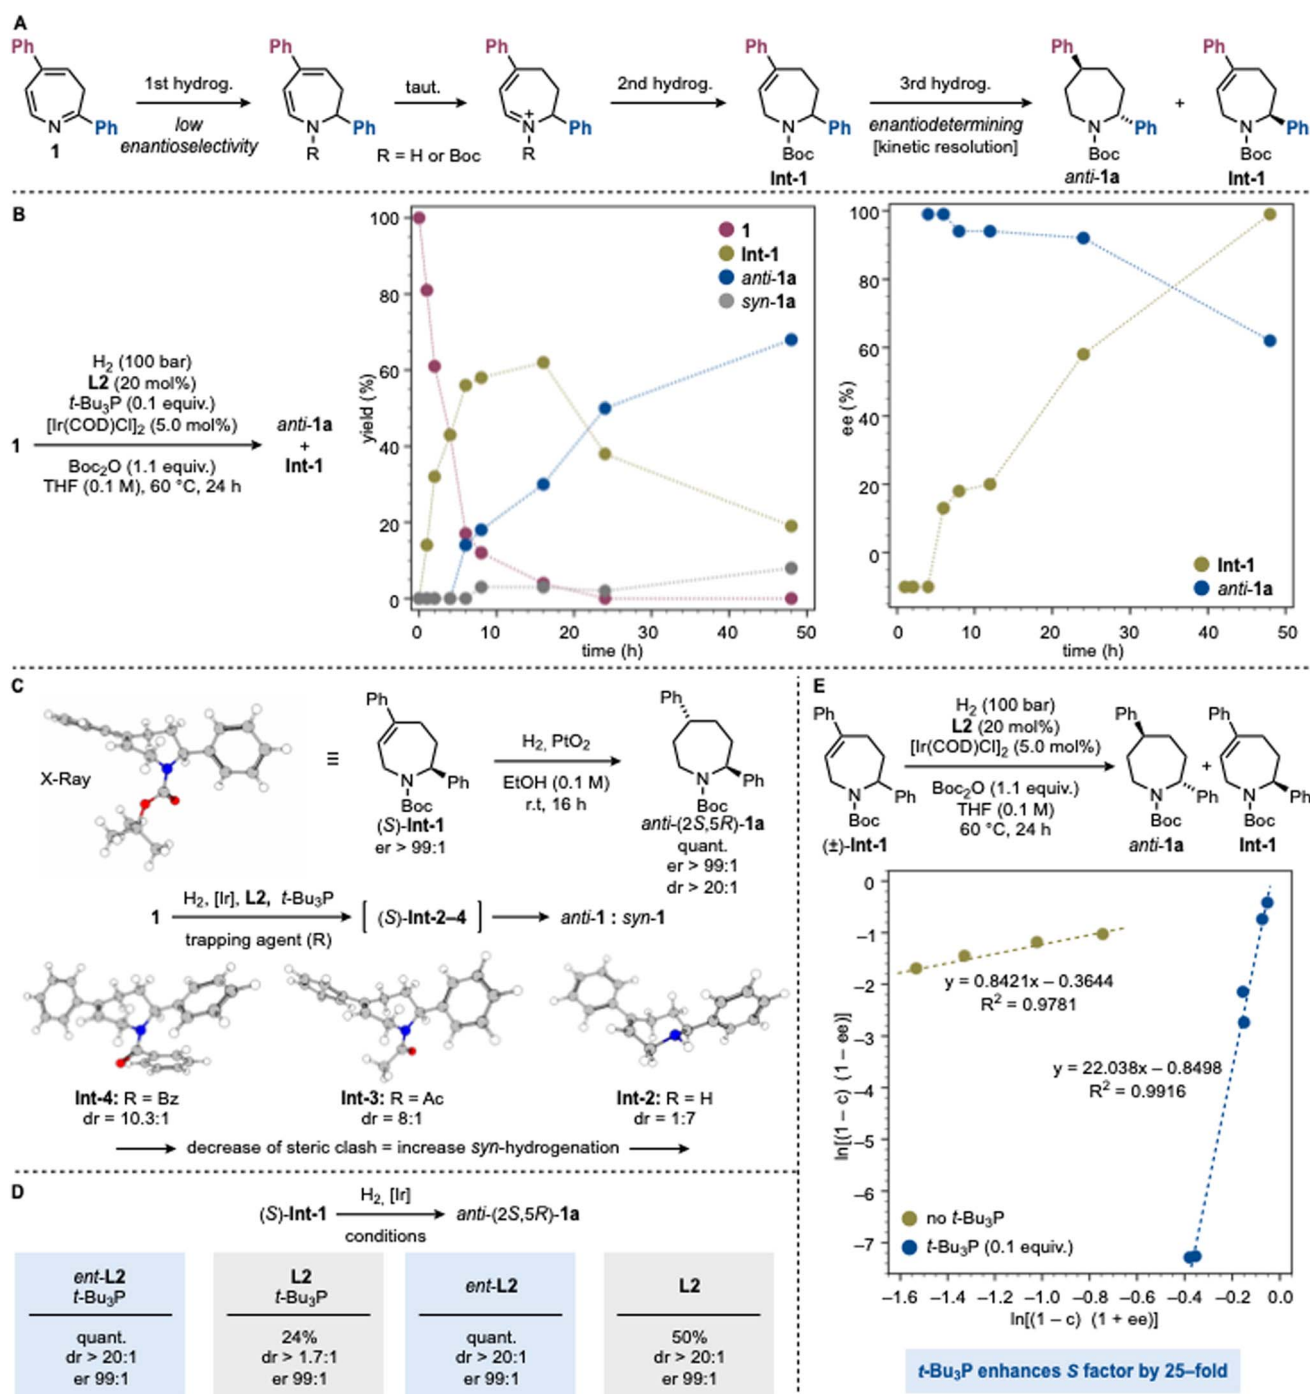 A
Ph
N
Ph
1
1st hydrog.
low
enantioselectivity
Ph
N
R
Ph
taut.
R = H or Boc
Ph
N
+
R
Ph
2nd hydrog.
Ph
N
Boc
Ph
Int-1
3rd hydrog.
enantiodetermining
[kinetic resolution]
Ph
N
Boc
Ph
anti-1a
+
Ph
N
Boc
Ph
Int-1
B
1
H2 (100 bar)
L2 (20 mol%)
t-Bu3P (0.1 equiv.)
[Ir(COD)Cl]2 (5.0 mol%)
Boc2O (1.1 equiv.)
THF (0.1 M), 60 °C, 24 h
anti-1a
+
Int-1
yield (%)
100
80
60
40
20
0
0 10 20 30 40 50
time (h)
1
Int-1
anti-1a
syn-1a
ee (%)
100
80
60
40
20
0
0 10 20 30 40 50
time (h)
Int-1
anti-1a
C
X-Ray
≡
Ph
N
Boc
Ph
(S)-Int-1
er > 99:1
H2, PtO2
EtOH (0.1 M)
r.t, 16 h
Ph
N
Boc
Ph
anti-(2S,5R)-1a
quant.
er > 99:1
dr > 20:1
1
H2, [Ir], L2, t-Bu3P
trapping agent (R)
[ (S)-Int-2–4 ]
anti-1 : syn-1
Int-4: R = Bz
dr = 10.3:1
Int-3: R = Ac
dr = 8:1
Int-2: R = H
dr = 1:7
decrease of steric clash = increase syn-hydrogenation
D
(S)-Int-1
H2, [Ir]
conditions
anti-(2S,5R)-1a
ent-L2
t-Bu3P
quant.
dr > 20:1
er 99:1
L2
t-Bu3P
24%
dr > 1.7:1
er 99:1
ent-L2
quant.
dr > 20:1
er 99:1
L2
50%
dr > 20:1
er 99:1
E
Ph
N
Boc
Ph
(±)-Int-1
H2 (100 bar)
L2 (20 mol%)
[Ir(COD)Cl]2 (5.0 mol%)
Boc2O (1.1 equiv.)
THF (0.1 M)
60 °C, 24 h
Ph
N
Boc
Ph
anti-1a
+
Ph
N
Boc
Ph
Int-1
ln[(1 – c) (1 – ee)]
0
–1
–2
–3
–4
–5
–6
–7
y = 0.8421x – 0.3644
R2 = 0.9781
y = 22.038x – 0.8498
R2 = 0.9916
no t-Bu3P
t-Bu3P (0.1 equiv.)
–1.6 –1.4 –1.2 –1.0 –0.8 –0.6 –0.4 –0.2 0.0
ln[(1 – c) (1 + ee)]
t-Bu3P enhances S factor by 25–fold